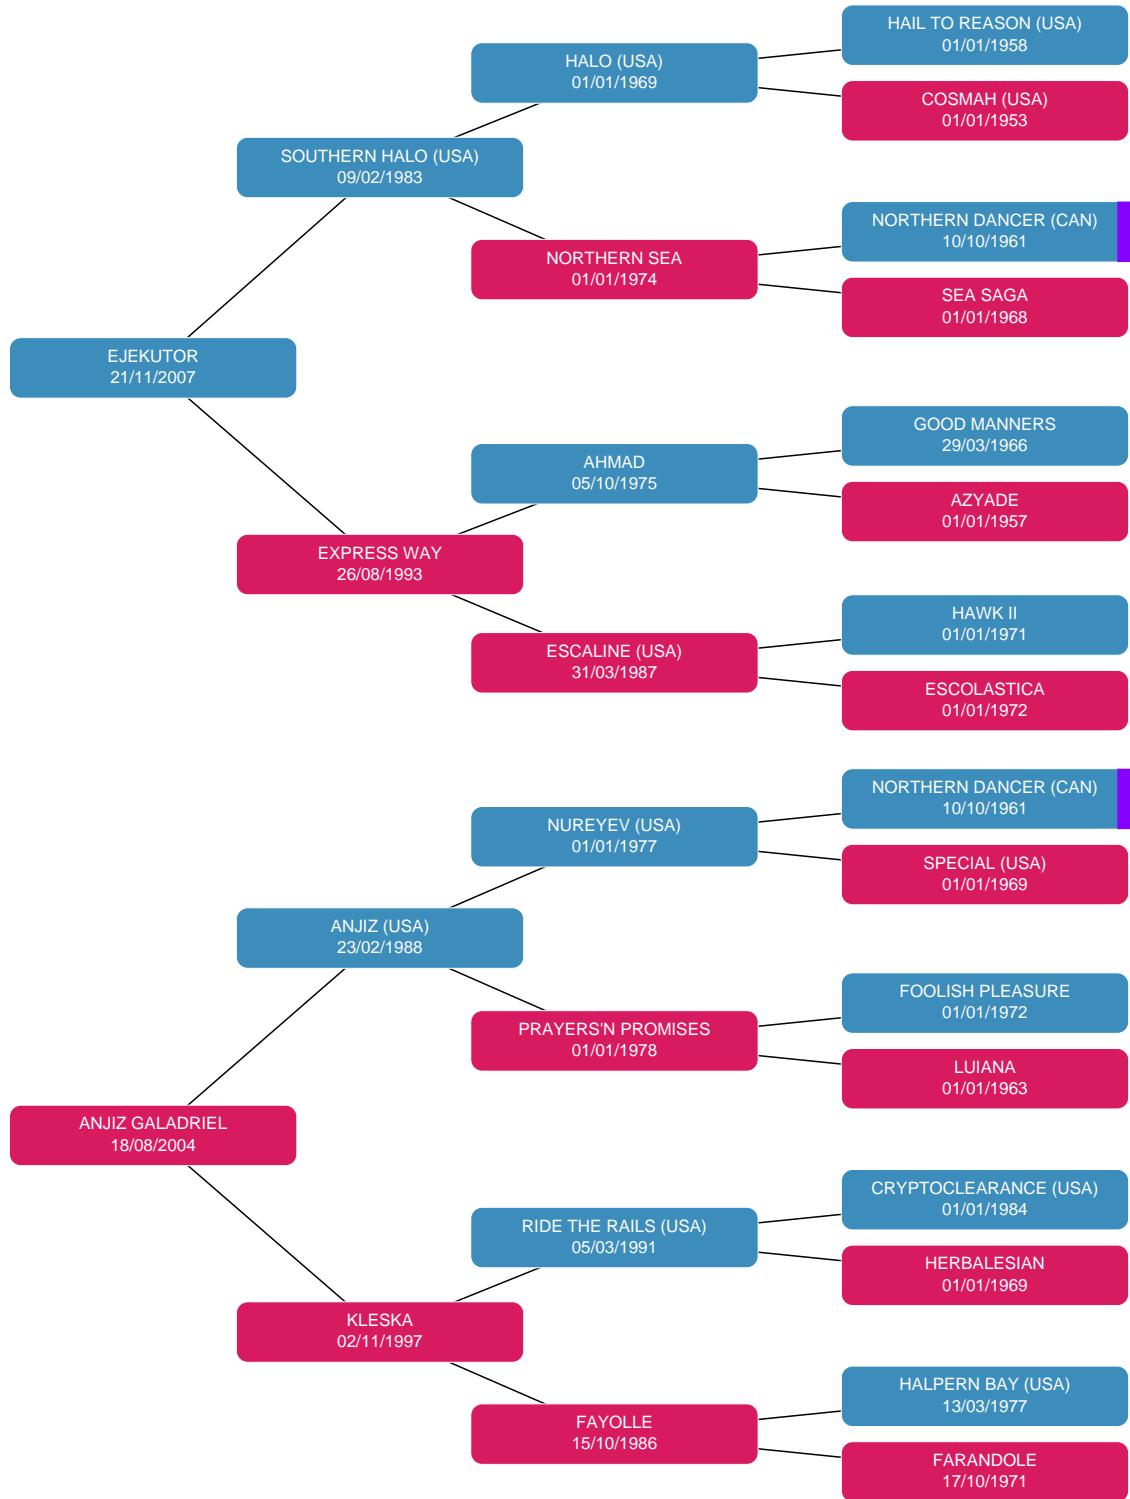 HAIL TO REASON (USA)
01/01/1958
HALO (USA)
01/01/1969
COSMAH (USA)
01/01/1953
SOUTHERN HALO (USA)
09/02/1983
NORTHERN DANCER (CAN)
10/10/1961
NORTHERN SEA
01/01/1974
SEA SAGA
01/01/1968
EJEKUTOR
21/11/2007
GOOD MANNERS
29/03/1966
AHMAD
05/10/1975
AZYADE
01/01/1957
EXPRESS WAY
26/08/1993
HAWK II
01/01/1971
ESCALINE (USA)
31/03/1987
ESCOLASTICA
01/01/1972
NORTHERN DANCER (CAN)
10/10/1961
NUREYEV (USA)
01/01/1977
SPECIAL (USA)
01/01/1969
ANJIZ (USA)
23/02/1988
FOOLISH PLEASURE
01/01/1972
PRAYERS'N PROMISES
01/01/1978
LUIANA
01/01/1963
ANJIZ GALADRIEL
18/08/2004
CRYPTOCLEARANCE (USA)
01/01/1984
RIDE THE RAILS (USA)
05/03/1991
HERBALESIAN
01/01/1969
KLESKA
02/11/1997
HALPERN BAY (USA)
13/03/1977
FAYOLLE
15/10/1986
FARANDOLE
17/10/1971